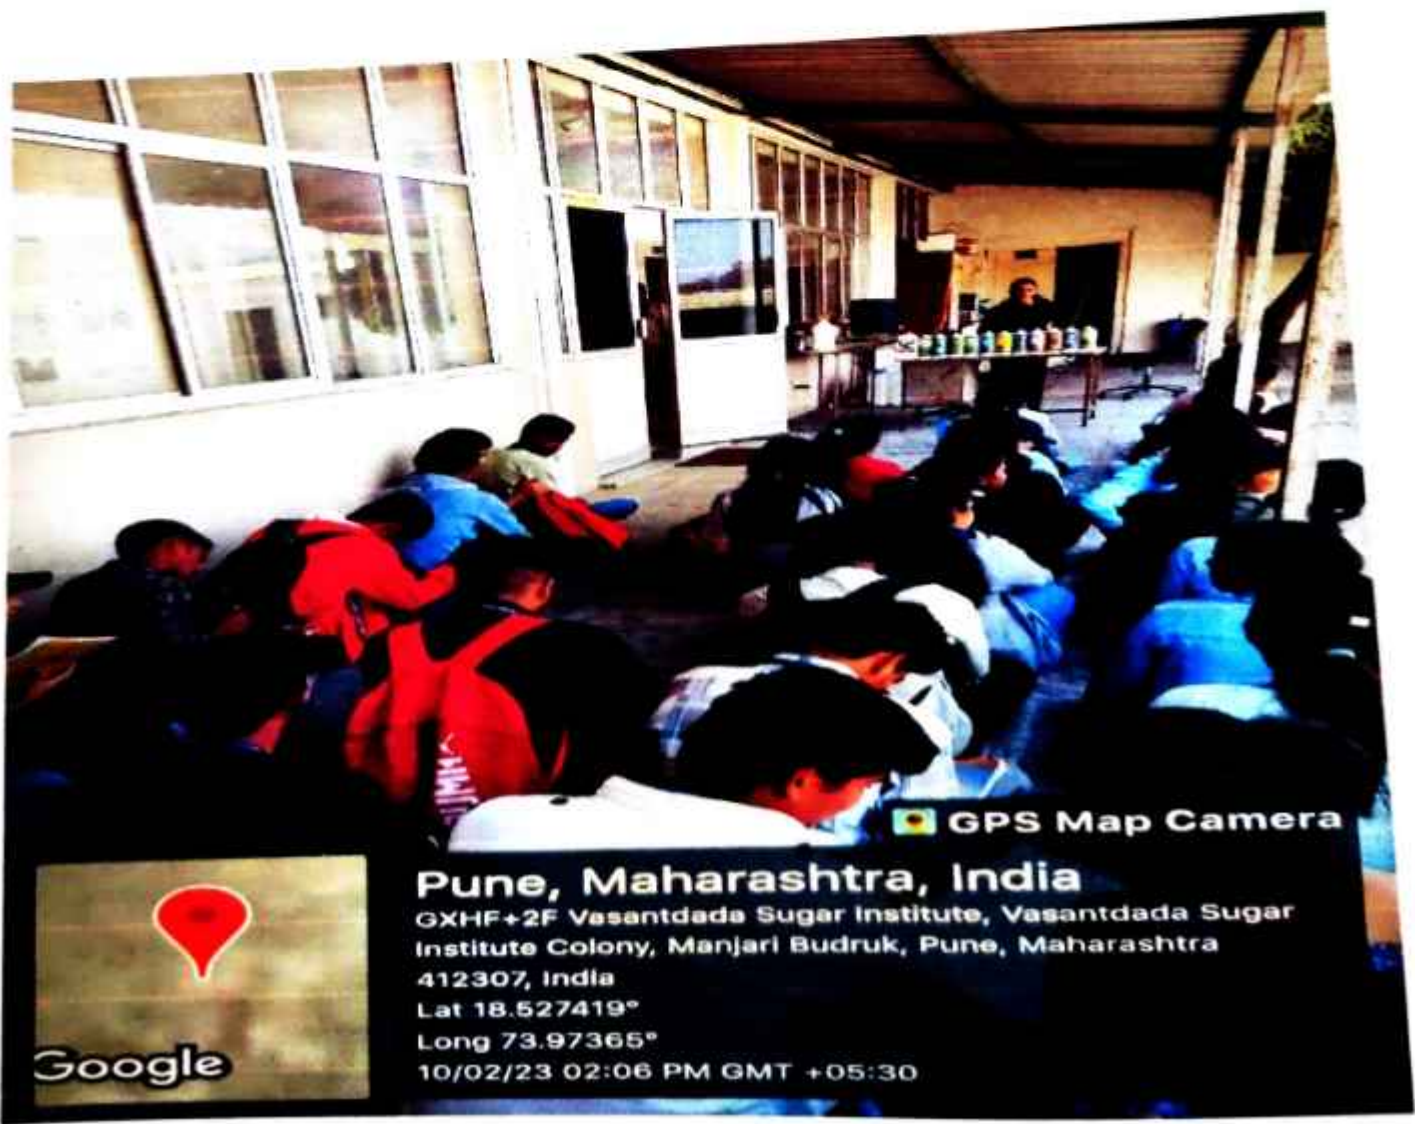 GPS Map Camera
Pune, Maharashtra, India
GXHF+2F Vasantdada Sugar Institute, Vasantdada Sugar
Institute Colony, Manjari Budruk, Pune, Maharashtra
412307, India
Lat 18.527419°
Long 73.97365°
10/02/23 02:06 PM GMT +05:30
Google